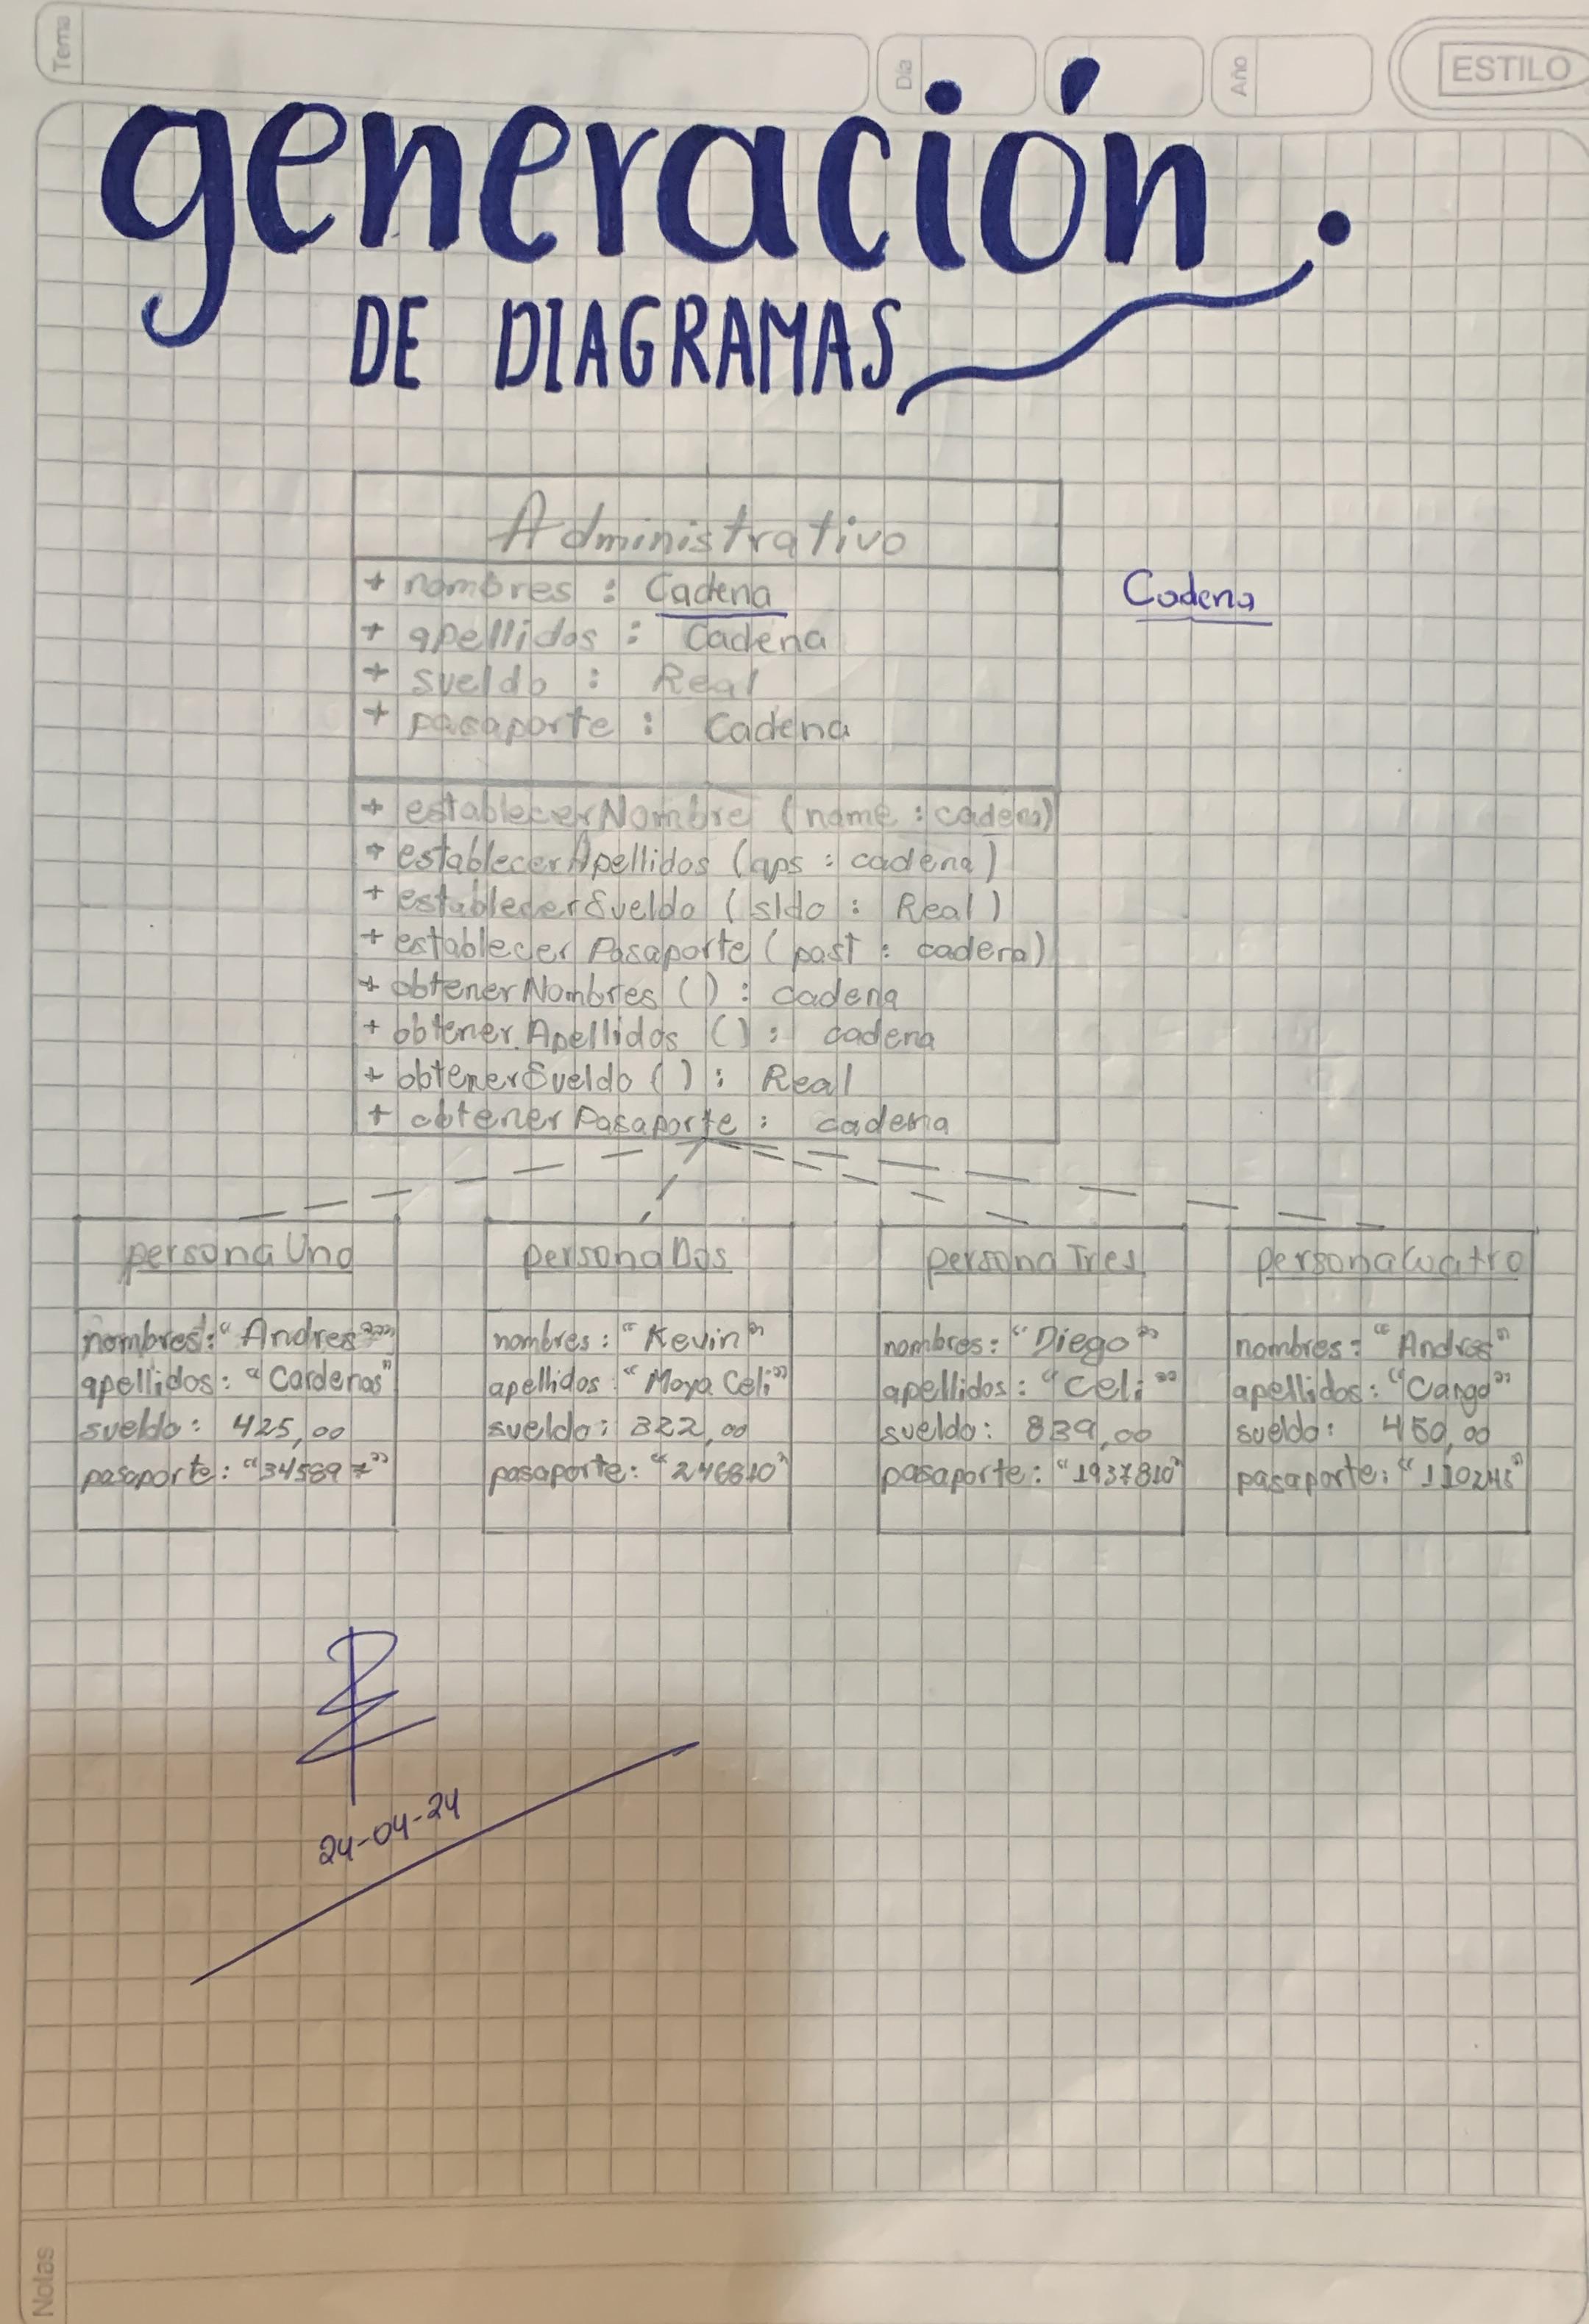 Tema
Día
Año
ESTILO
generación.
DE DIAGRAMAS
Administrativo
+ nombres : Cadena
Cadena
+ apellidos : Cadena
+ sueldo : Real
+ pasaporte : Cadena
+ establecerNombre (name : cadena)
+ establecerApellidos (aps : cadena)
+ establecerSueldo (sldo : Real)
+ establecer Pasaporte (past : cadena)
+ obtenerNombres () : cadena
+ obtener Apellidos () : cadena
+ obtenerSueldo () : Real
+ obtener Pasaporte : cadena
personaUno
nombres: "Andres"
apellidos: "Cardenas"
sueldo: 425,00
pasaporte: "345897"
personaDos
nombres: "Kevin"
apellidos: "Moya Celi"
sueldo: 322,00
pasaporte: "246810"
personaTres
nombres: "Diego"
apellidos: "Celi"
sueldo: 839,00
pasaporte: "1937810"
personaCuatro
nombres: "Andres"
apellidos: "Cango"
sueldo: 450,00
pasaporte: "110245"
24-04-24
Notas